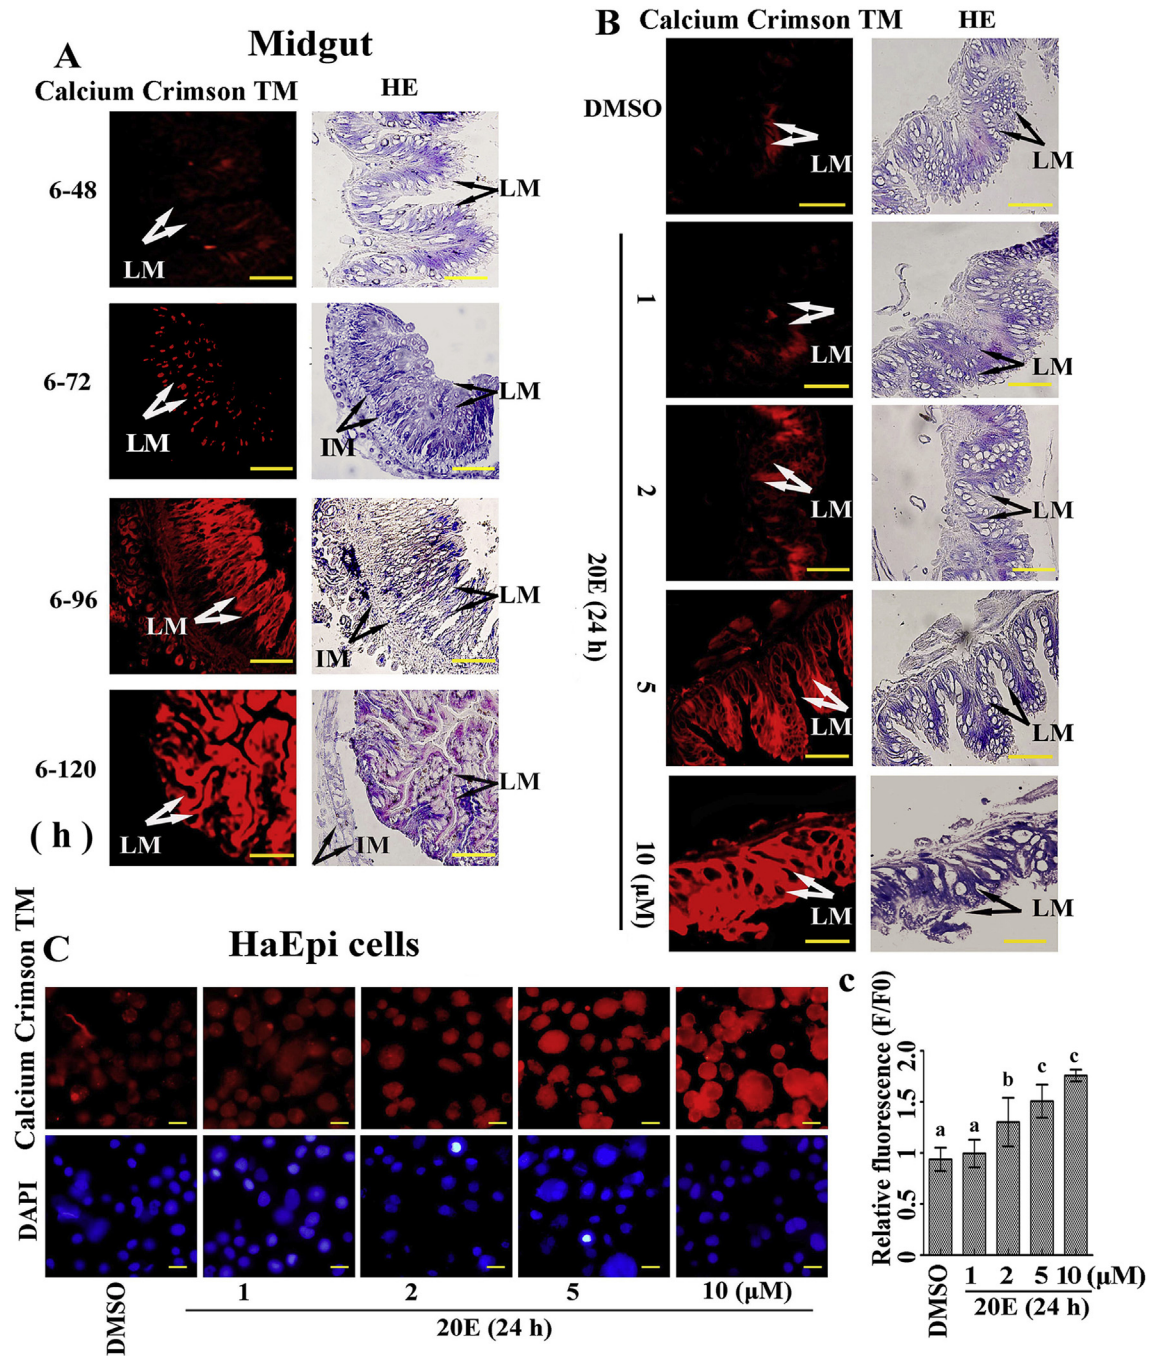 A
Midgut
Calcium Crimson TM
HE
6-48
LM
LM
6-72
LM
LM
IM
6-96
LM
LM
IM
6-120
LM
LM
IM
( h )
B
Calcium Crimson TM
HE
DMSO
LM
LM
1
LM
LM
2
LM
LM
5
LM
LM
10 (μM)
LM
LM
20E (24 h)
C
HaEpi cells
Calcium Crimson TM
DAPI
DMSO
1
2
5
10 (μM)
20E (24 h)
c
Relative fluorescence (F/F0)
2.0
1.5
1
0.5
0
a
a
b
c
c
DMSO
1
2
5
10 (μM)
20E (24 h)